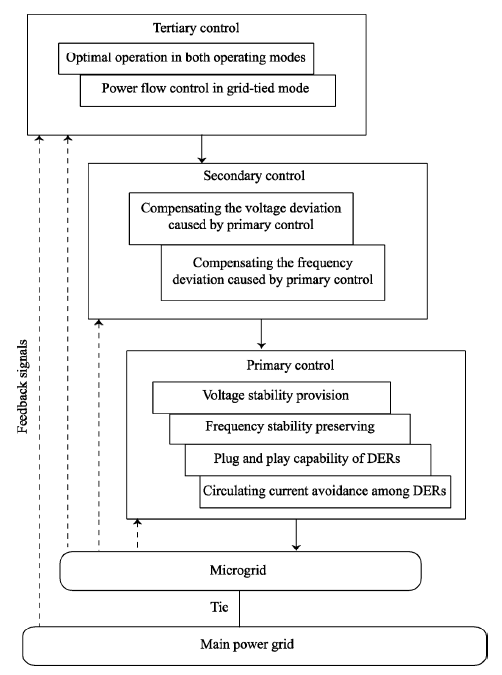 Tertiary control
Optimal operation in both operating modes
Power flow control in grid-tied mode
Secondary control
Compensating the voltage deviation
caused by primary control
Compensating the frequency
deviation caused by primary control
Primary control
Voltage stability provision
Frequency stability preserving
Plug and play capability of DERs
Circulating current avoidance among DERs
Feedback signals
Microgrid
Tie
Main power grid